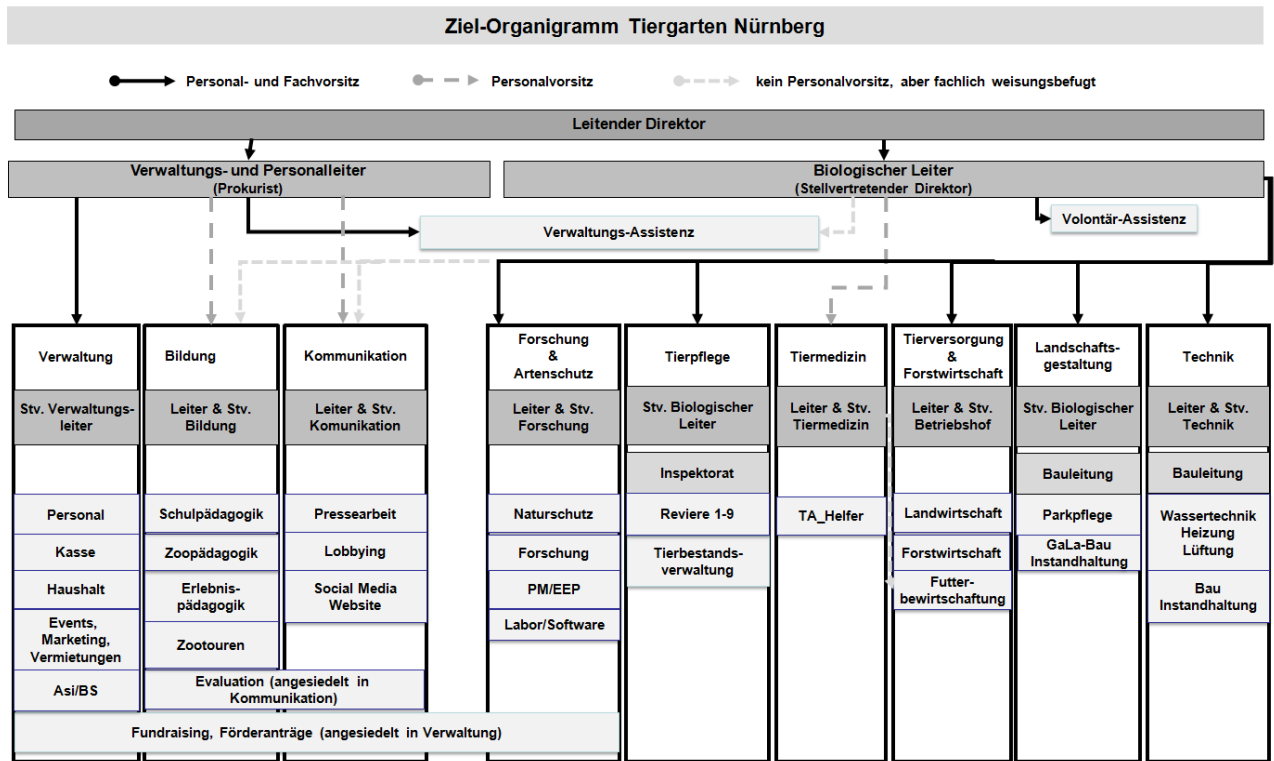 Ziel-Organigramm Tiergarten Nürnberg
Personal- und Fachvorsitz
Personalvorsitz
kein Personalvorsitz, aber fachlich weisungsbefugt
Leitender Direktor
Verwaltungs- und Personalleiter
(Prokurist)
Biologischer Leiter
(Stellvertretender Direktor)
Verwaltungs-Assistenz
Volontär-Assistenz
Verwaltung
Stv. Verwaltungs-
leiter
Personal
Kasse
Haushalt
Events,
Marketing,
Vermietungen
Asi/BS
Bildung
Leiter & Stv.
Bildung
Schulpädagogik
Zoopädagogik
Erlebnis-
pädagogik
Zootouren
Kommunikation
Leiter & Stv.
Komunikation
Pressearbeit
Lobbying
Social Media
Website
Evaluation (angesiedelt in
Kommunikation)
Fundraising, Förderanträge (angesiedelt in Verwaltung)
Forschung
&
Artenschutz
Leiter & Stv.
Forschung
Naturschutz
Forschung
PM/EEP
Labor/Software
Tierpflege
Stv. Biologischer
Leiter
Inspektorat
Reviere 1-9
Tierbestands-
verwaltung
Tiermedizin
Leiter & Stv.
Tiermedizin
TA_Helfer
Tierversorgung
&
Forstwirtschaft
Leiter & Stv.
Betriebshof
Landwirtschaft
Forstwirtschaft
Futter-
bewirtschaftung
Landschafts-
gestaltung
Stv. Biologischer
Leiter
Bauleitung
Parkpflege
GaLa-Bau
Instandhaltung
Technik
Leiter & Stv.
Technik
Bauleitung
Wassertechnik
Heizung
Lüftung
Bau
Instandhaltung